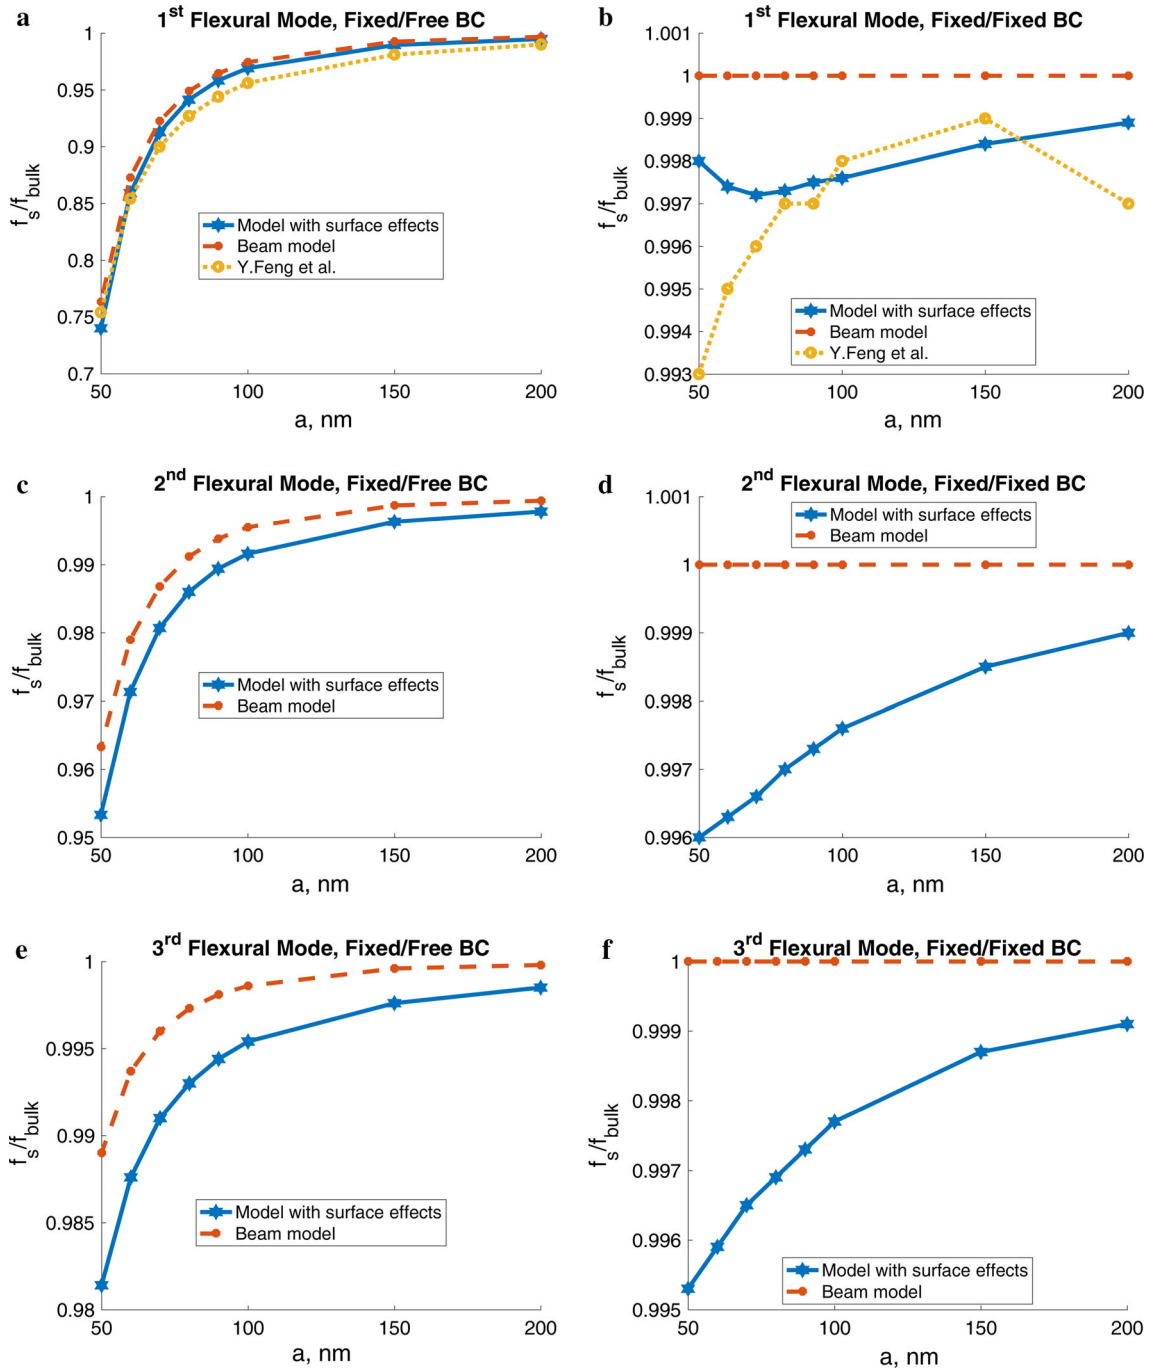 a
1st Flexural Mode, Fixed/Free BC
1
0.95
0.9
0.85
0.8
0.75
0.7
fs/fbulk
Model with surface effects
Beam model
Y.Feng et al.
50
100
150
200
a, nm
b
1st Flexural Mode, Fixed/Fixed BC
1.001
1
0.999
0.998
0.997
0.996
0.995
0.994
0.993
fs/fbulk
Model with surface effects
Beam model
Y.Feng et al.
50
100
150
200
a, nm
c
2nd Flexural Mode, Fixed/Free BC
1
0.99
0.98
0.97
0.96
0.95
fs/fbulk
Model with surface effects
Beam model
50
100
150
200
a, nm
d
2nd Flexural Mode, Fixed/Fixed BC
1.001
1
0.999
0.998
0.997
0.996
fs/fbulk
Model with surface effects
Beam model
50
100
150
200
a, nm
e
3rd Flexural Mode, Fixed/Free BC
1
0.995
0.99
0.985
0.98
fs/fbulk
Model with surface effects
Beam model
50
100
150
200
a, nm
f
3rd Flexural Mode, Fixed/Fixed BC
1
0.999
0.998
0.997
0.996
0.995
fs/fbulk
Model with surface effects
Beam model
50
100
150
200
a, nm